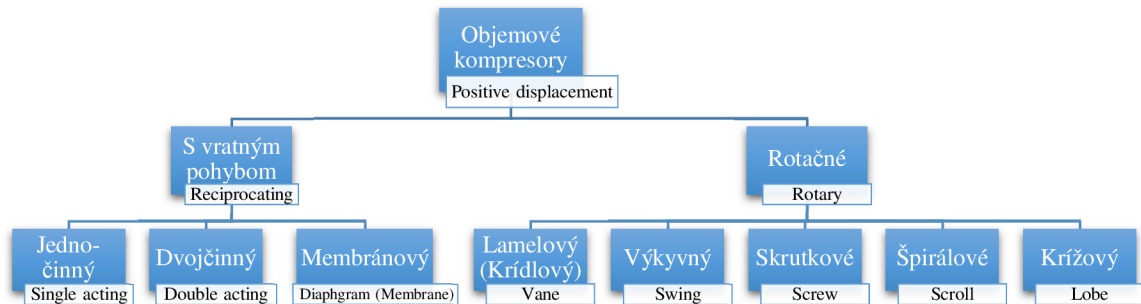 Objemové
kompresory
Positive displacement
S vratným
pohybom
Reciprocating
Rotačné
Rotary
Jedno-
činný
Single acting
Dvojčinný
Double acting
Membránový
Diaphgram (Membrane)
Lamelový
(Krídlový)
Vane
Výkyvný
Swing
Skrutkové
Screw
Špirálové
Scroll
Krížový
Lobe